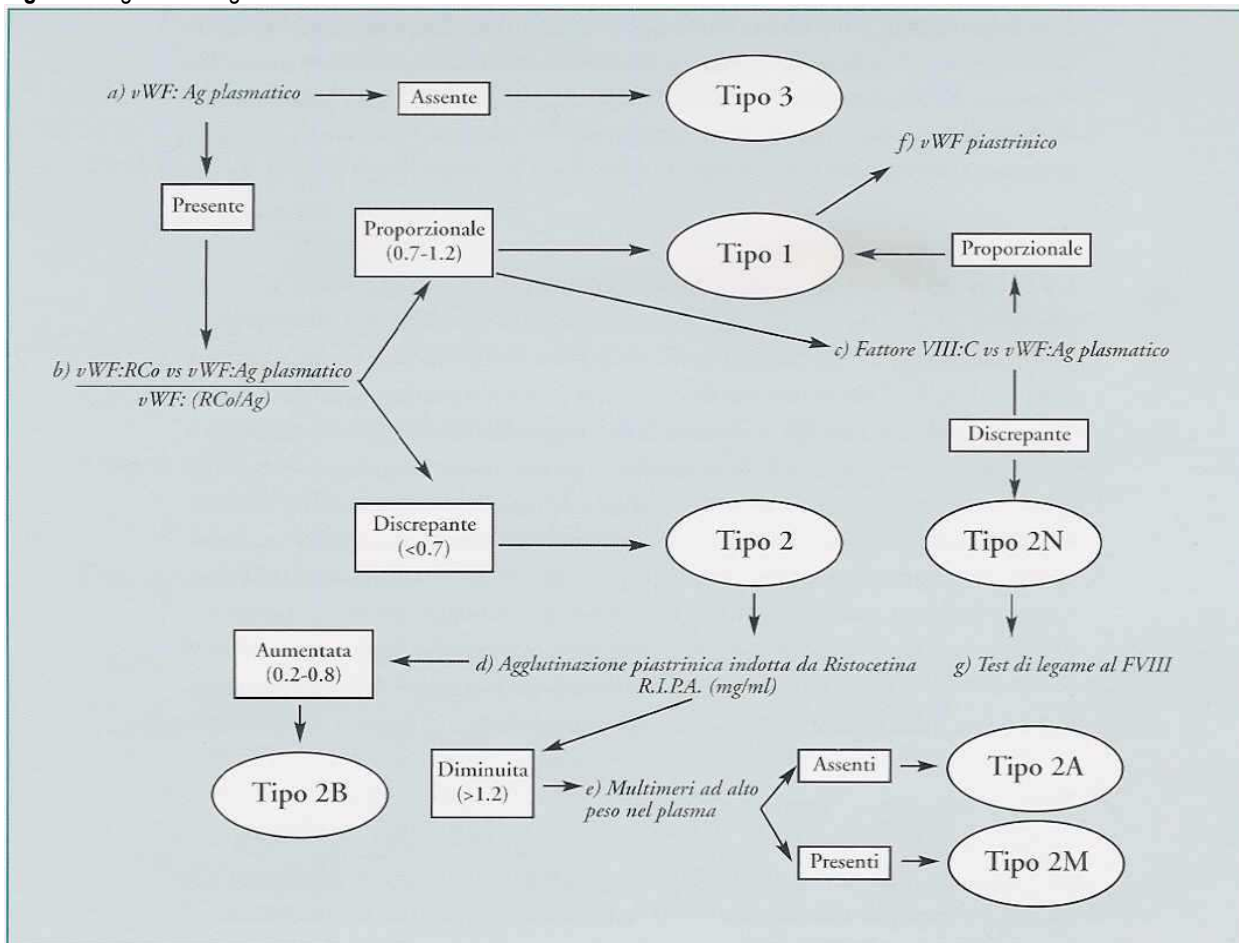 a) vWF: Ag plasmatico
Assente
Tipo 3
f) vWF piastrinico
Presente
Proporzionale
(0.7-1.2)
Tipo 1
Proporzionale
c) Fattore VIII:C vs vWF:Ag plasmatico
b) vWF:RCo vs vWF:Ag plasmatico
vWF: (RCo/Ag)
Discrepante
Discrepante
(<0.7)
Tipo 2
Tipo 2N
Aumentata
(0.2-0.8)
d) Agglutinazione piastrinica indotta da Ristocetina
R.I.P.A. (mg/ml)
g) Test di legame al FVIII
Tipo 2B
Diminuita
(>1.2)
e) Multimeri ad alto
peso nel plasma
Assenti
Tipo 2A
Presenti
Tipo 2M